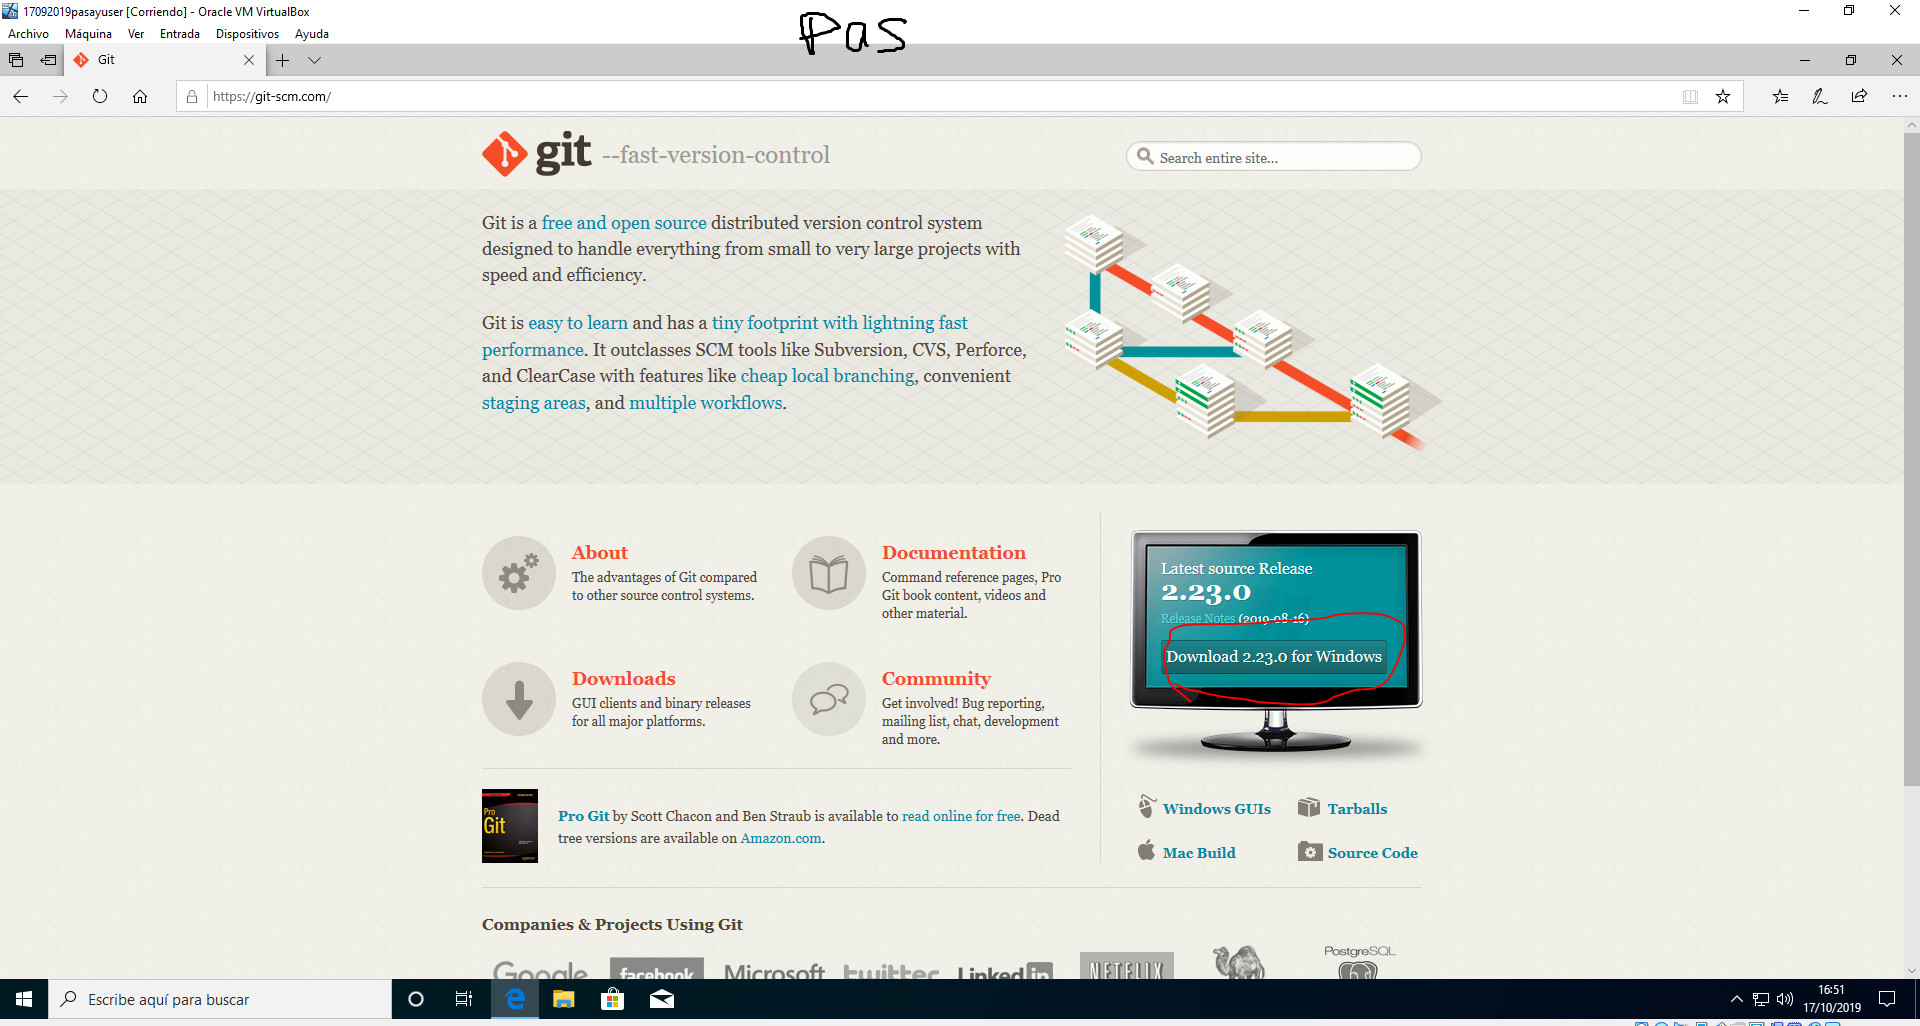 17092019pasayuser [Corriendo] - Oracle VM VirtualBox
Pas
Archivo Máquina Ver Entrada Dispositivos Ayuda
Git
https://git-scm.com/
git --fast-version-control
Search entire site...
Git is a free and open source distributed version control system
designed to handle everything from small to very large projects with
speed and efficiency.
Git is easy to learn and has a tiny footprint with lightning fast
performance. It outclasses SCM tools like Subversion, CVS, Perforce,
and ClearCase with features like cheap local branching, convenient
staging areas, and multiple workflows.
About
The advantages of Git compared
to other source control systems.
Documentation
Command reference pages, Pro
Git book content, videos and
other material.
Downloads
GUI clients and binary releases
for all major platforms.
Community
Get involved! Bug reporting,
mailing list, chat, development
and more.
Latest source Release
2.23.0
Release Notes (2019-08-16)
Download 2.23.0 for Windows
Windows GUIs
Tarballs
Mac Build
Source Code
Pro
Git
Pro Git by Scott Chacon and Ben Straub is available to read online for free. Dead
tree versions are available on Amazon.com.
Companies & Projects Using Git
Google facebook Microsoft twitter Linked in NETFLIX PostgreSQL
Escribe aquí para buscar
16:51
17/10/2019